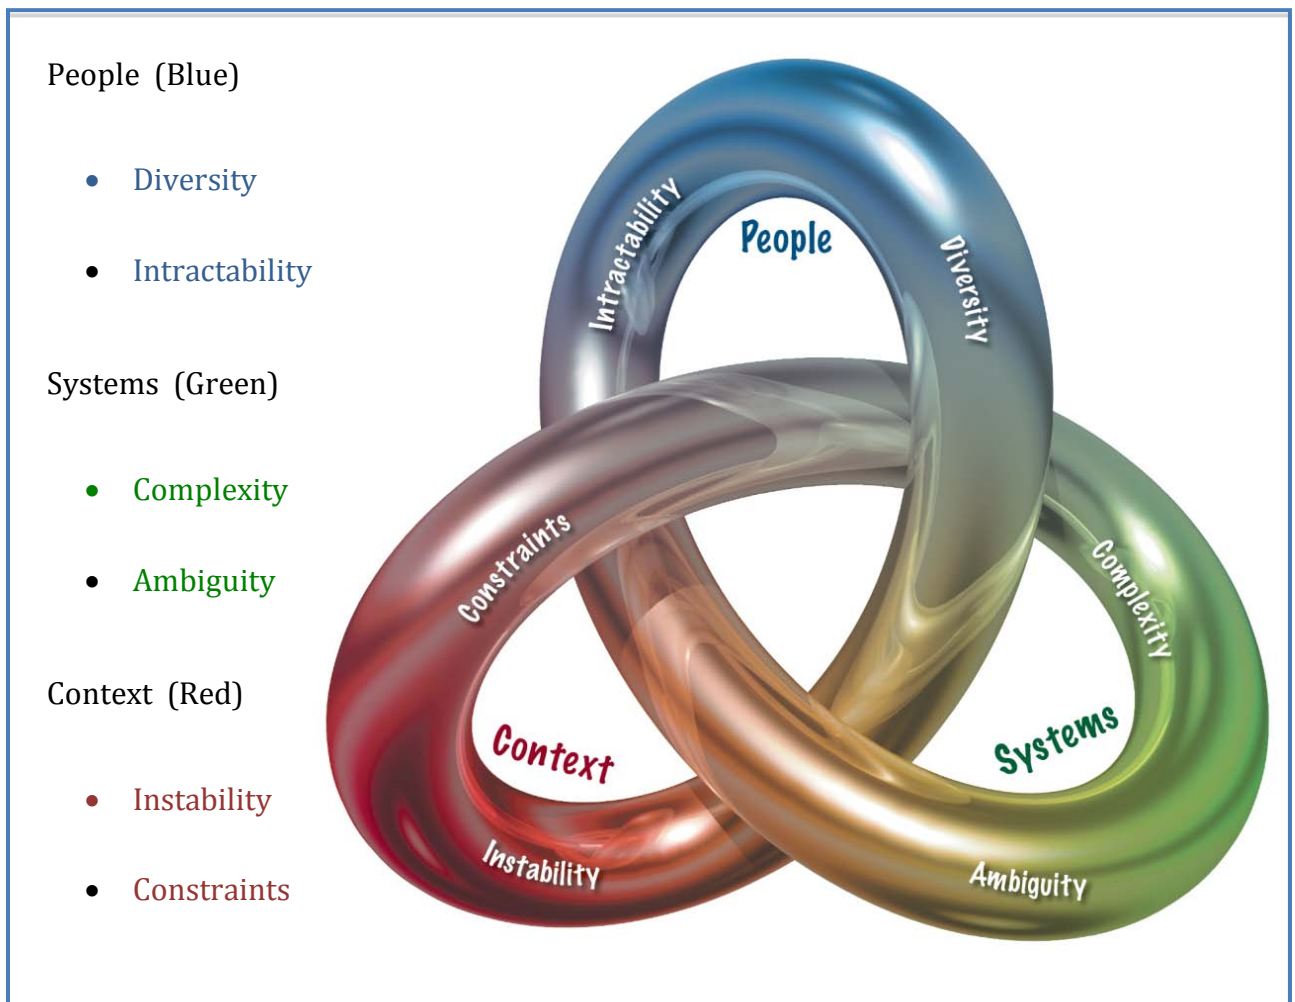 People (Blue)
• Diversity
• Intractability
Systems (Green)
• Complexity
• Ambiguity
Context (Red)
• Instability
• Constraints
Intractability
People
Diversity
Constraints
Complexity
Context
Systems
Instability
Ambiguity